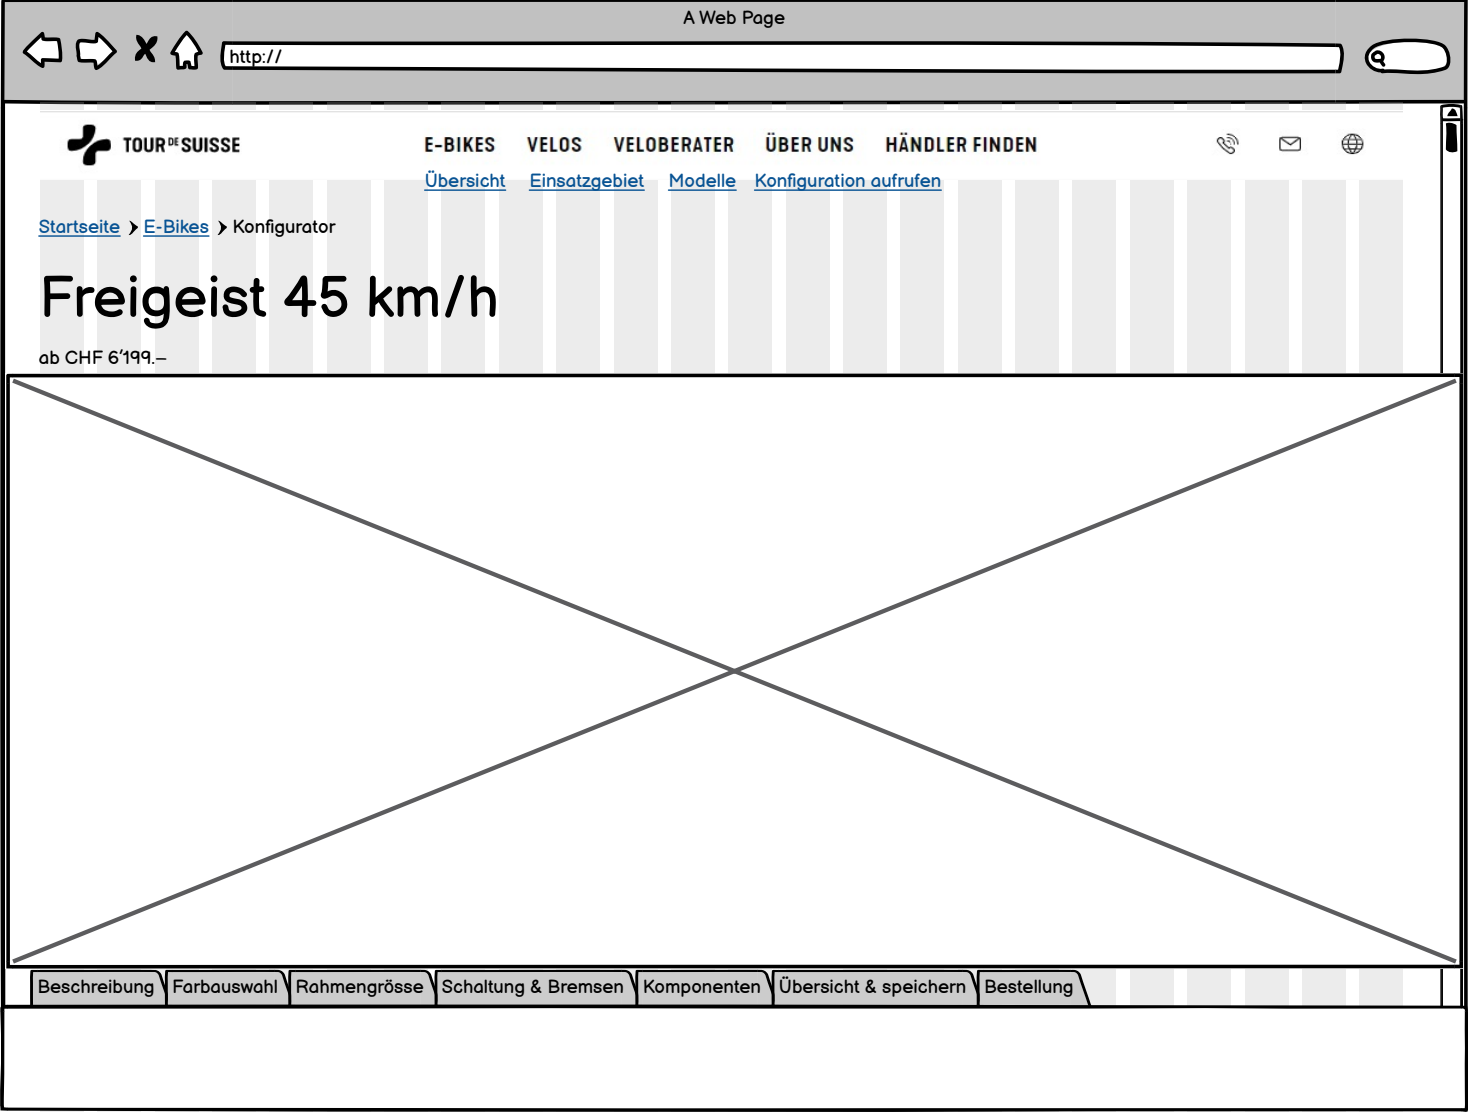 A Web Page
http://
TOUR DE SUISSE E-BIKES VELOS VELOBERATER ÜBER UNS HÄNDLER FINDEN
Übersicht Einsatzgebiet Modelle Konfiguration aufrufen
Startseite E-Bikes Konfigurator
Freigeist 45 km/h
ab CHF 6'199.–
Beschreibung Farbauswahl Rahmengrösse Schaltung & Bremsen Komponenten Übersicht & speichern Bestellung